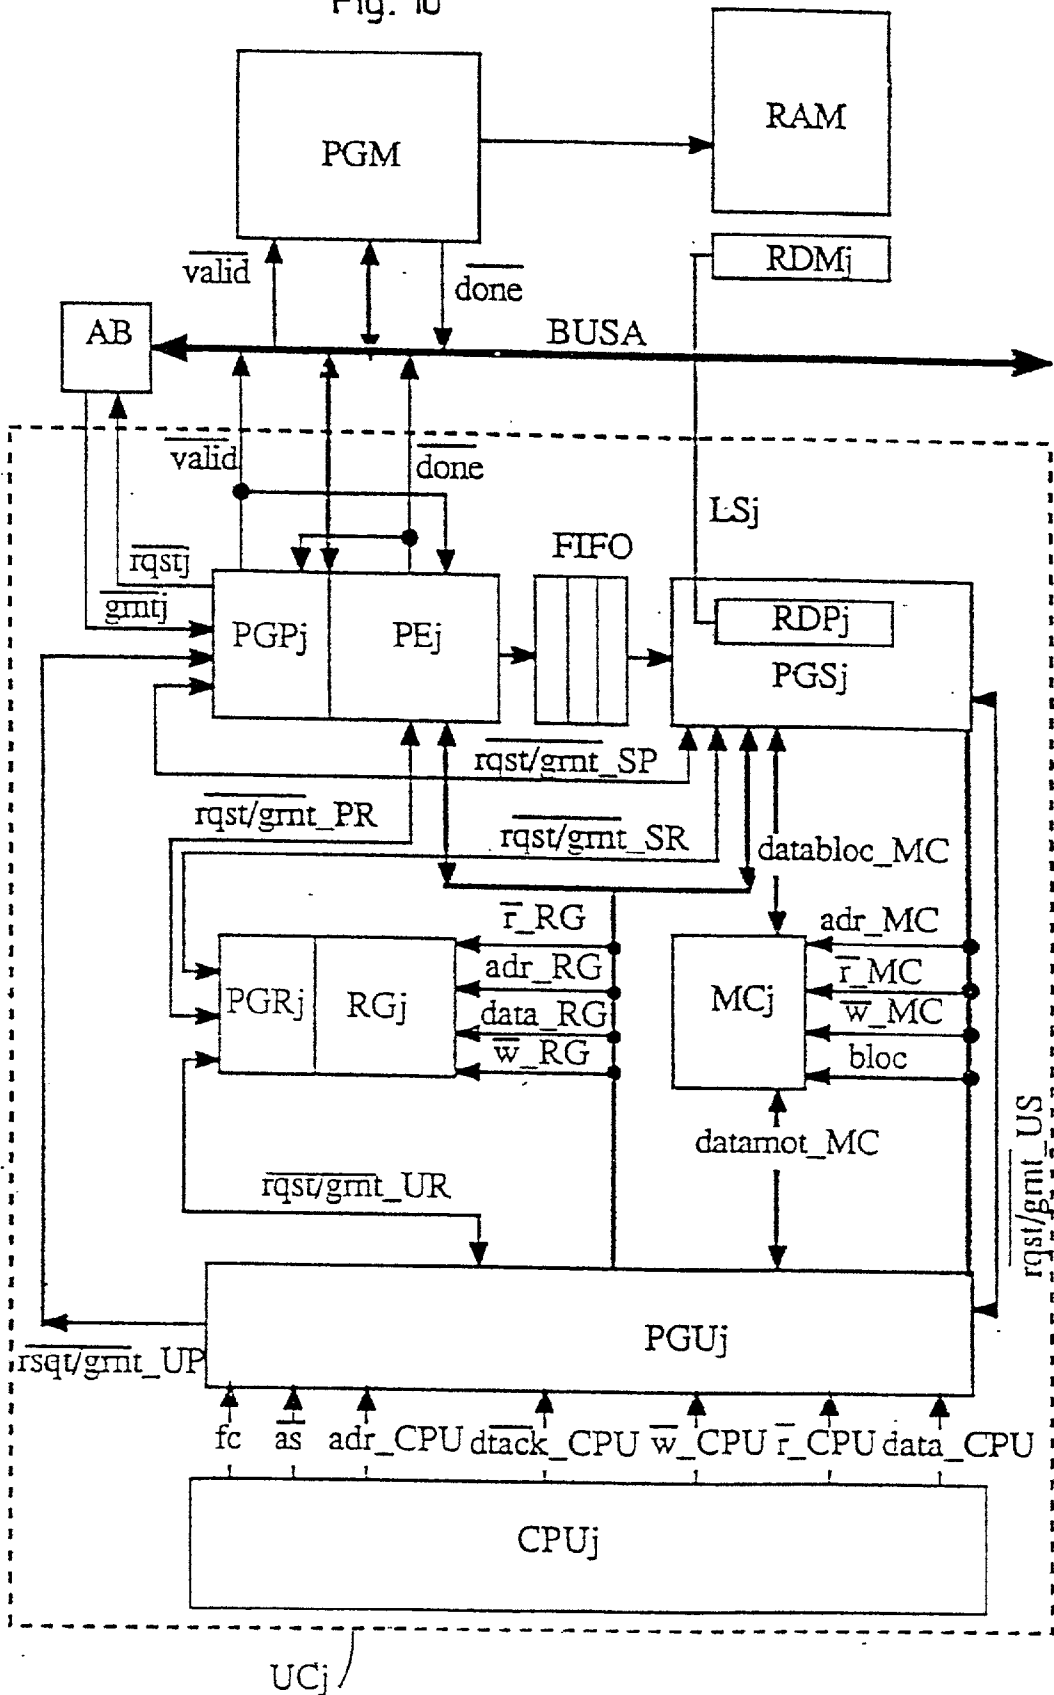 Fig. 10
RAM
PGM
RDMj
valid
done
AB
BUSA
valid
done
LSj
rqstj
FIFO
grntj
RDPj
PGPj
PEj
PGSj
rqst/grnt_SP
rqst/grnt_PR
rqst/grnt_SR
databloc_MC
r_RG
adr_MC
adr_RG
r_MC
PGRj
RGj
MCj
data_RG
w_MC
w_RG
bloc
datamot_MC
rqst/grnt_US
rqst/grnt_UR
PGUj
rsqt/grnt_UP
fc as adr_CPU dtack_CPU w_CPU r_CPU data_CPU
CPUj
UCj